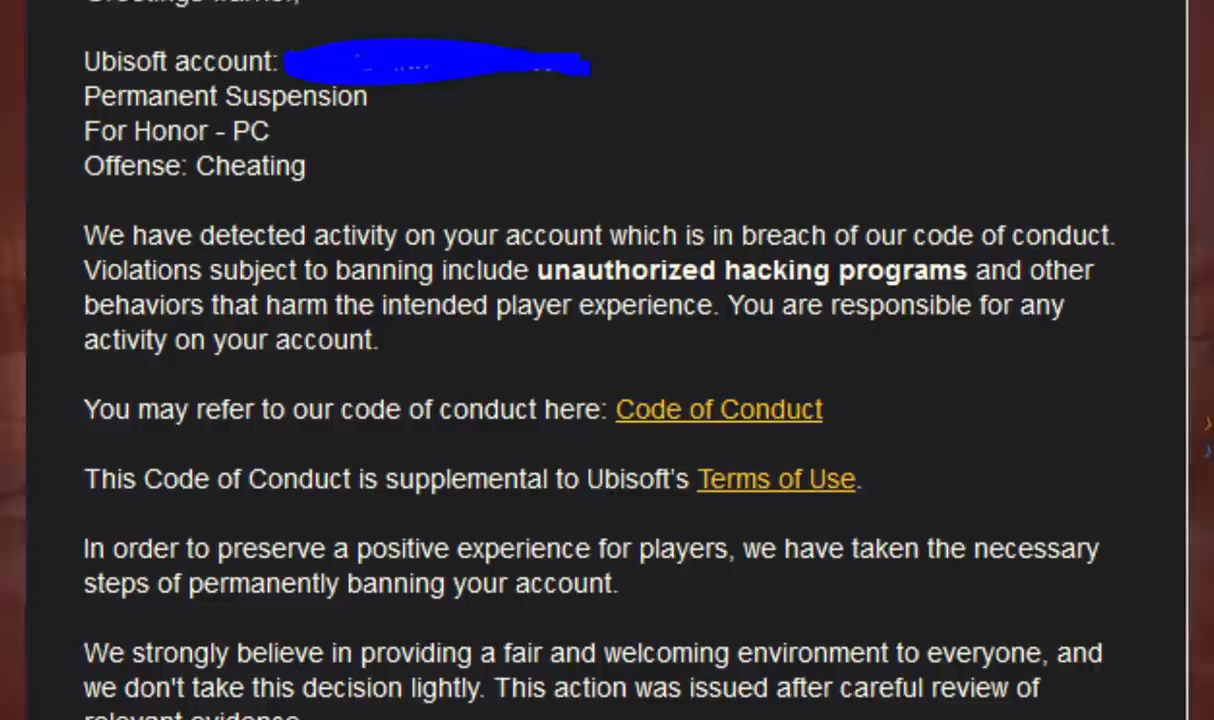 Greetings warrior,
Ubisoft account:
Permanent Suspension
For Honor - PC
Offense: Cheating
We have detected activity on your account which is in breach of our code of conduct.
Violations subject to banning include unauthorized hacking programs and other
behaviors that harm the intended player experience. You are responsible for any
activity on your account.
You may refer to our code of conduct here: Code of Conduct
This Code of Conduct is supplemental to Ubisoft's Terms of Use.
In order to preserve a positive experience for players, we have taken the necessary
steps of permanently banning your account.
We strongly believe in providing a fair and welcoming environment to everyone, and
we don't take this decision lightly. This action was issued after careful review of
relevant evidence.